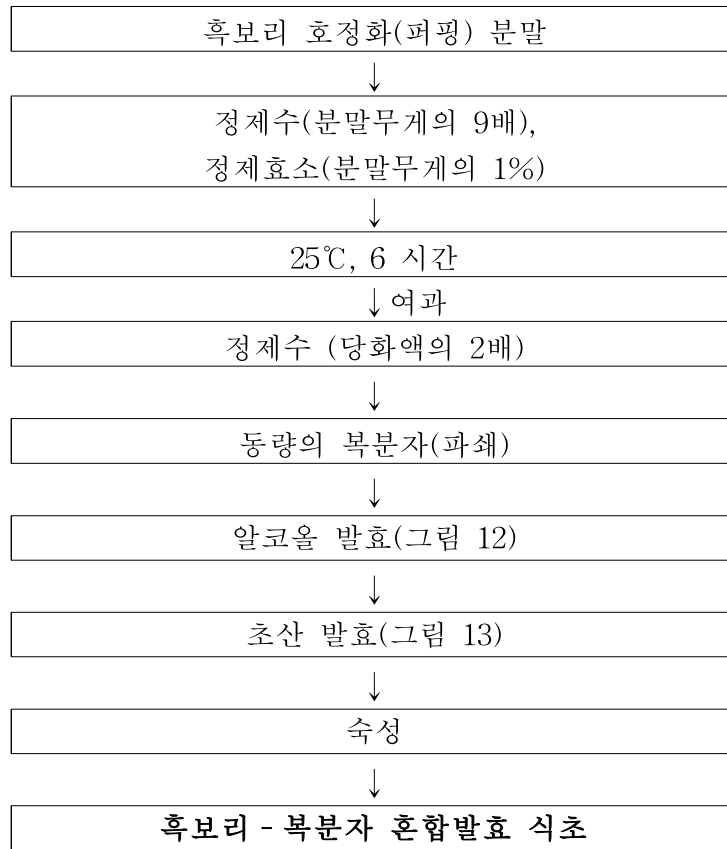 흑보리 호정화(퍼핑) 분말
↓
정제수(분말무게의 9배),
정제효소(분말무게의 1%)
↓
25℃, 6 시간
↓여과
정제수 (당화액의 2배)
↓
동량의 복분자(파쇄)
↓
알코올 발효(그림 12)
↓
초산 발효(그림 13)
↓
숙성
↓
흑보리 - 복분자 혼합발효 식초